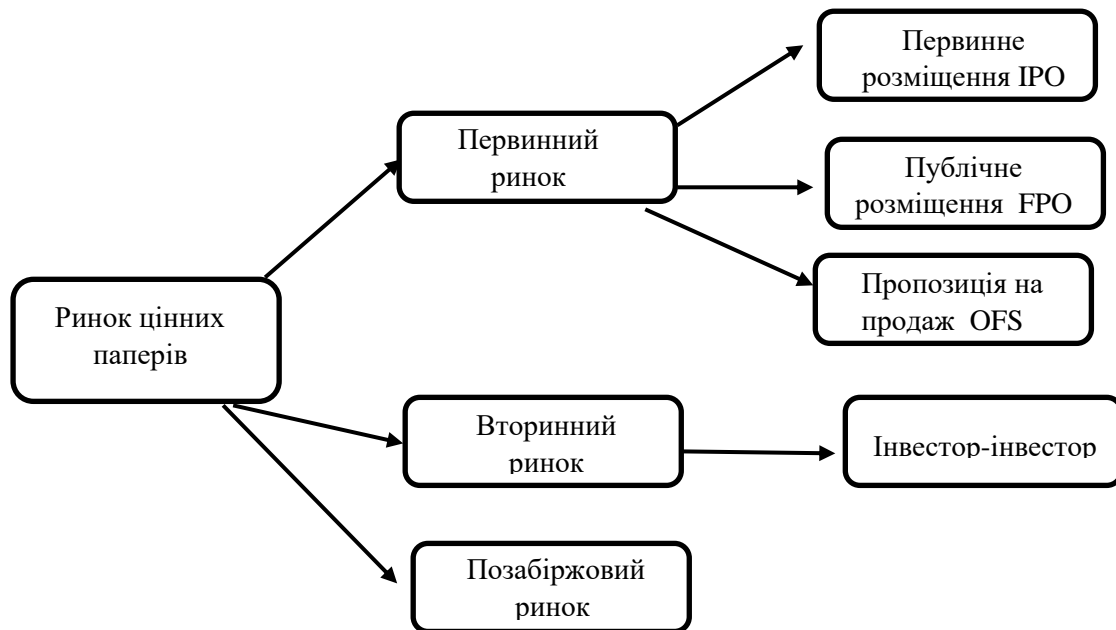 Первинне
розміщення IPO
Первинний
ринок
Публічне
розміщення FPO
Пропозиція на
продаж OFS
Ринок цінних
паперів
Вторинний
ринок
Інвестор-інвестор
Позабіржовий
ринок